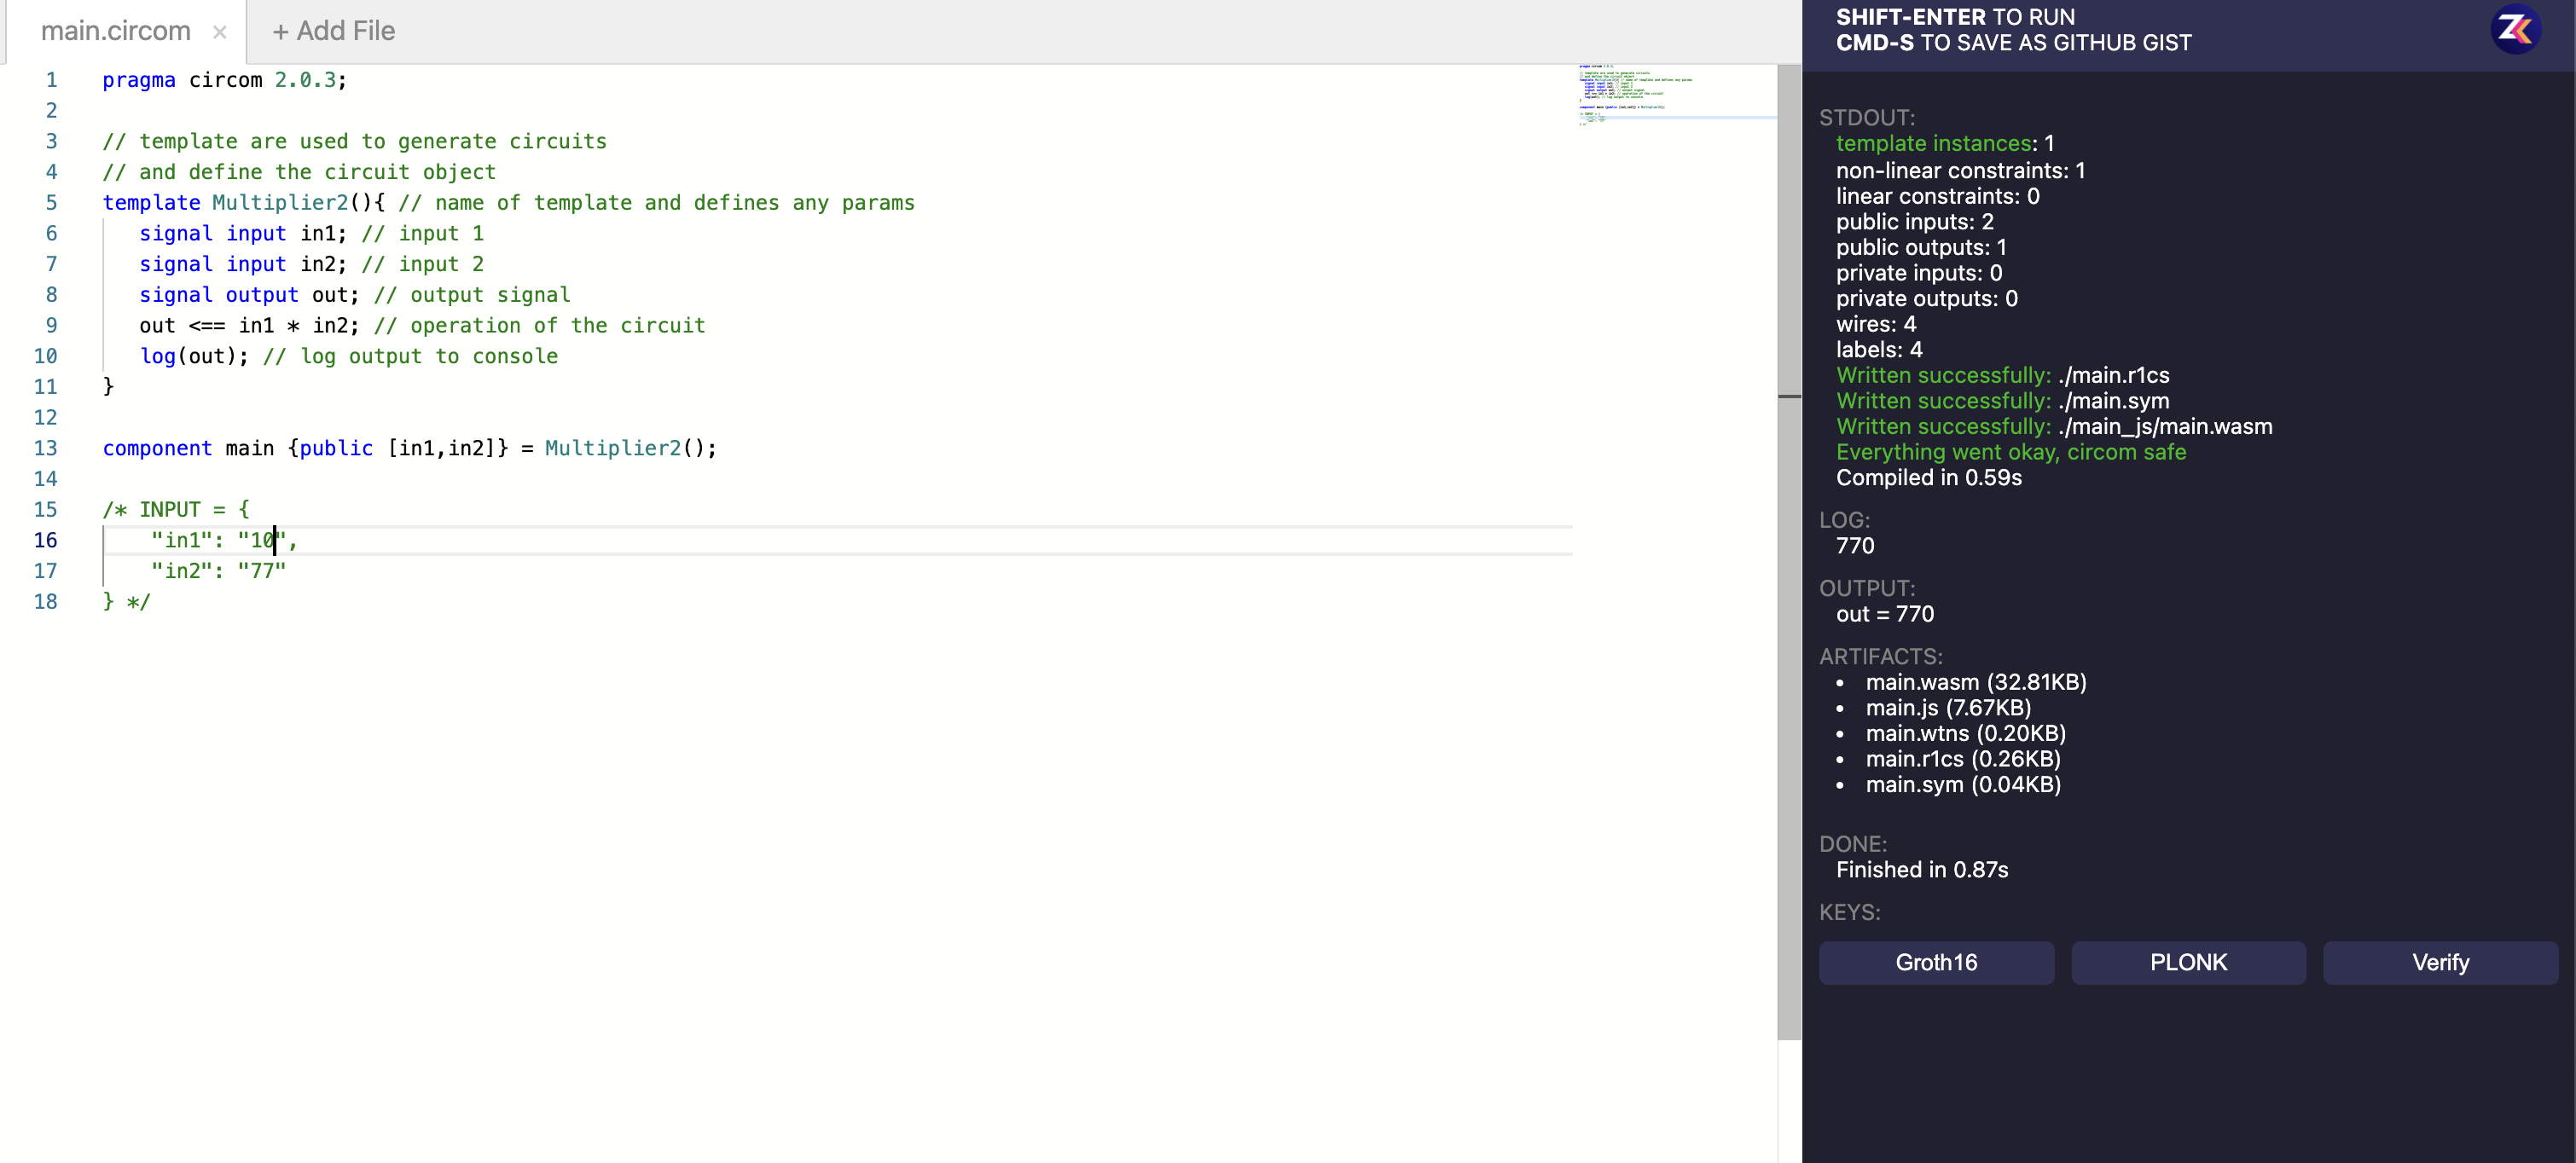 main.circom × + Add File
1 pragma circom 2.0.3;
2
3 // template are used to generate circuits
4 // and define the circuit object
5 template Multiplier2(){ // name of template and defines any params
6 signal input in1; // input 1
7 signal input in2; // input 2
8 signal output out; // output signal
9 out <== in1 * in2; // operation of the circuit
10 log(out); // log output to console
11 }
12
13 component main {public [in1,in2]} = Multiplier2();
14
15 /* INPUT = {
16 "in1": "10",
17 "in2": "77"
18 } */
SHIFT-ENTER TO RUN
CMD-S TO SAVE AS GITHUB GIST
ZK
STDOUT:
template instances: 1
non-linear constraints: 1
linear constraints: 0
public inputs: 2
public outputs: 1
private inputs: 0
private outputs: 0
wires: 4
labels: 4
Written successfully: ./main.r1cs
Written successfully: ./main.sym
Written successfully: ./main_js/main.wasm
Everything went okay, circom safe
Compiled in 0.59s
LOG:
770
OUTPUT:
out = 770
ARTIFACTS:
• main.wasm (32.81KB)
• main.js (7.67KB)
• main.wtns (0.20KB)
• main.r1cs (0.26KB)
• main.sym (0.04KB)
DONE:
Finished in 0.87s
KEYS:
Groth16 PLONK Verify